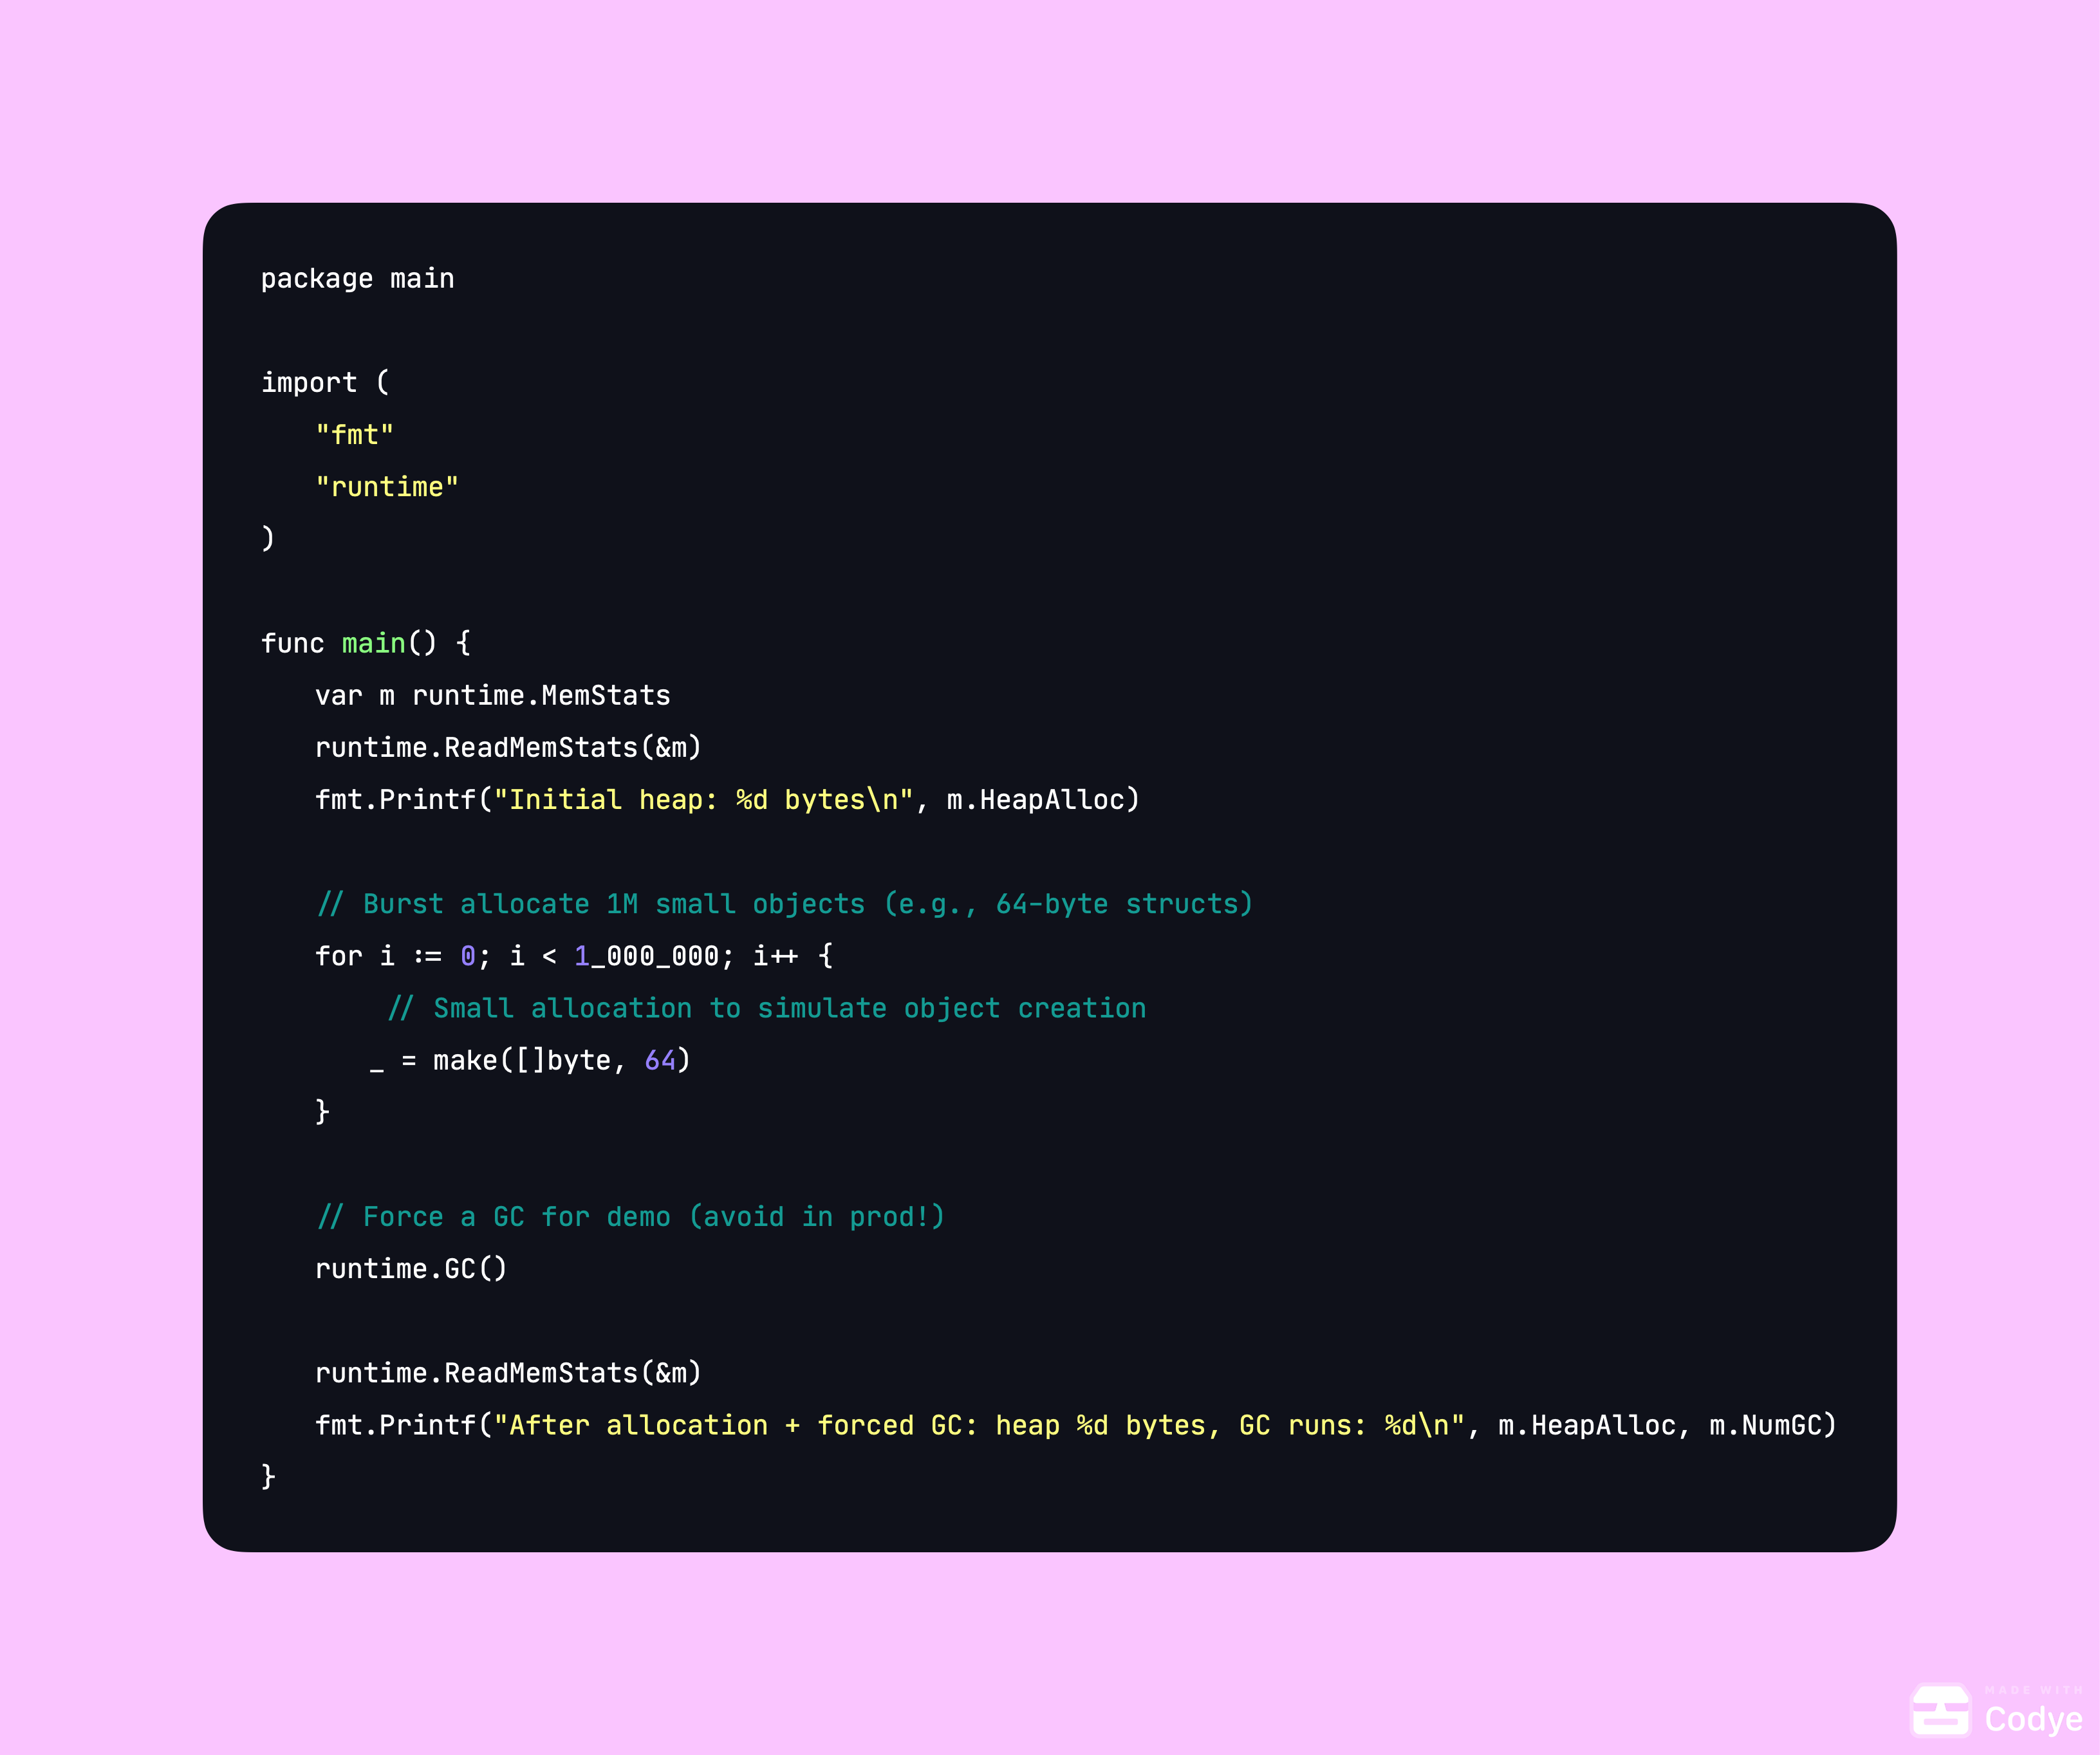 package main
import (
"fmt"
"runtime"
)
func main() {
var m runtime.MemStats
runtime.ReadMemStats(&m)
fmt.Printf("Initial heap: %d bytes\n", m.HeapAlloc)
// Burst allocate 1M small objects (e.g., 64-byte structs)
for i := 0; i < 1_000_000; i++ {
// Small allocation to simulate object creation
_ = make([]byte, 64)
}
// Force a GC for demo (avoid in prod!)
runtime.GC()
runtime.ReadMemStats(&m)
fmt.Printf("After allocation + forced GC: heap %d bytes, GC runs: %d\n", m.HeapAlloc, m.NumGC)
}
MADE WITH
Codye